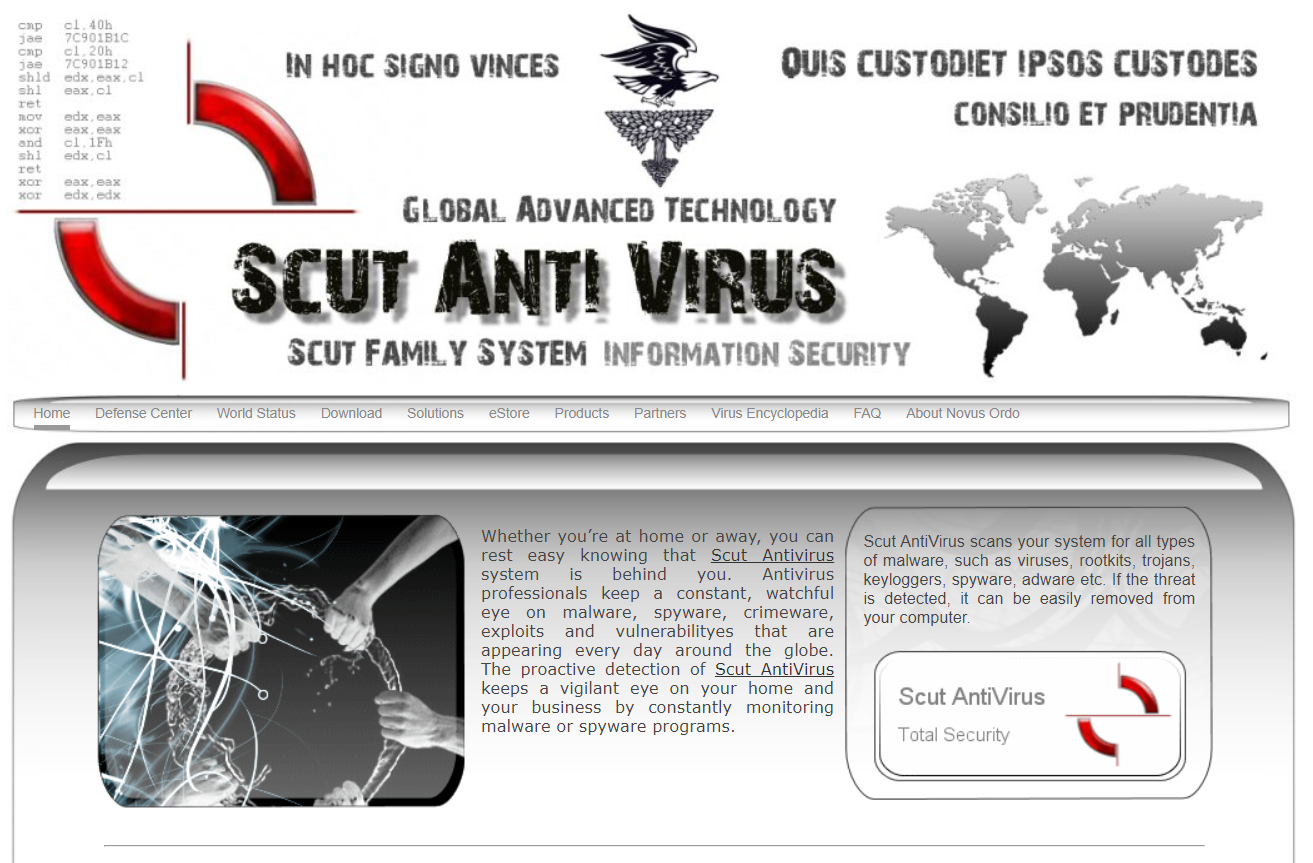 cmp cl,40h
jae 7C901B1C
cmp cl,20h
jae 7C901B12
shld edx,eax,cl
shl eax,cl
ret
mov edx,eax
xor eax,eax
and cl,1Fh
shl edx,cl
ret
xor eax,eax
xor edx,edx
In hoc signo vinces
Quis custodiet ipsos custodes
consilio et prudentia
Global Advanced Technology
Scut Anti Virus
Scut Family System Information Security
Home Defense Center World Status Download Solutions eStore Products Partners Virus Encyclopedia FAQ About Novus Ordo
Whether you’re at home or away, you can
rest easy knowing that Scut Antivirus
system is behind you. Antivirus
professionals keep a constant, watchful
eye on malware, spyware, crimeware,
exploits and vulnerabilityes that are
appearing every day around the globe.
The proactive detection of Scut AntiVirus
keeps a vigilant eye on your home and
your business by constantly monitoring
malware or spyware programs.
Scut AntiVirus scans your system for all types
of malware, such as viruses, rootkits, trojans,
keyloggers, spyware, adware etc. If the threat
is detected, it can be easily removed from
your computer.
Scut AntiVirus
Total Security